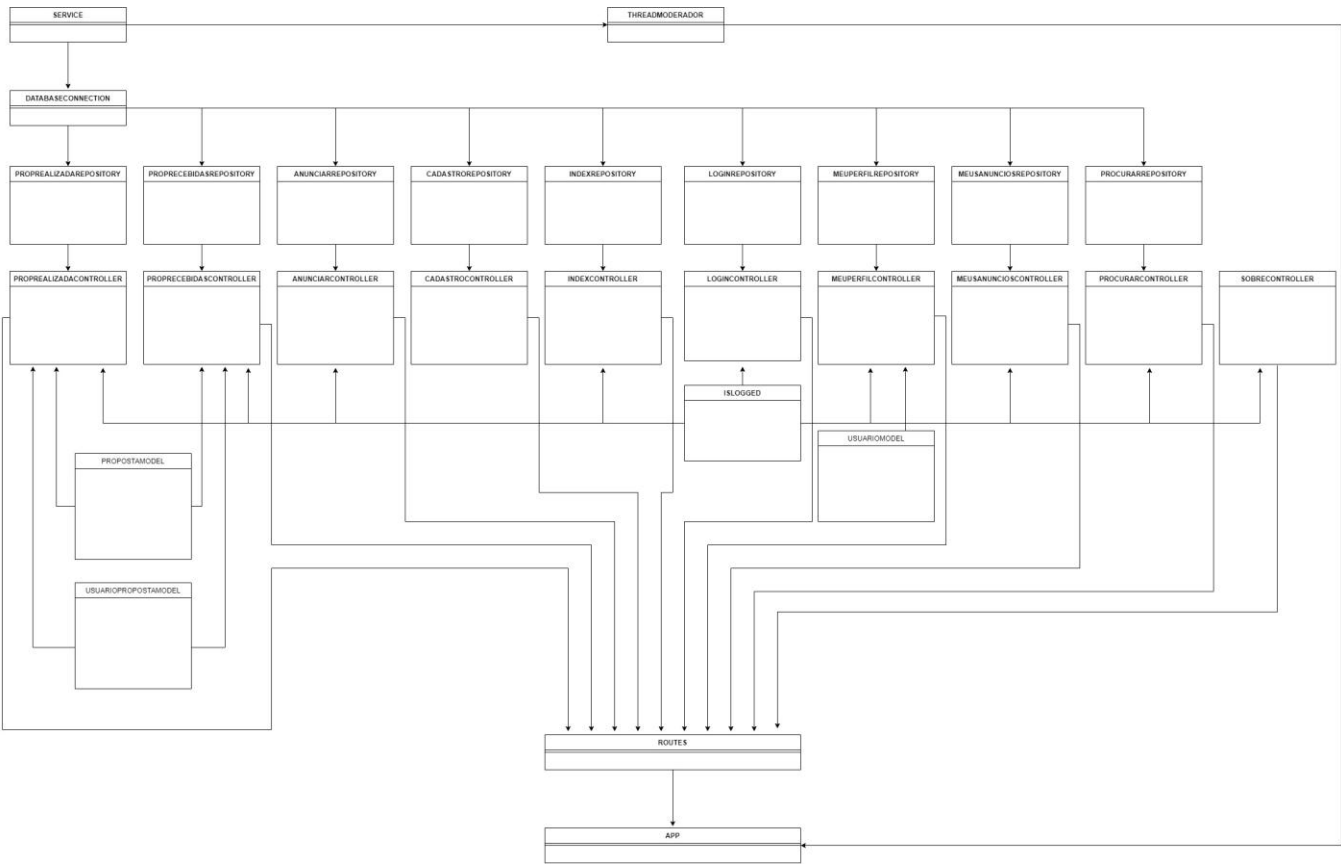 SERVICE
THREADMODERADOR
DATABASECONNECTION
PROPREALIZADAREPOSITORY
PROPRECEBIDASREPOSITORY
ANUNCIARREPOSITORY
CADASTROREPOSITORY
INDEXREPOSITORY
LOGINREPOSITORY
MEUPERFILREPOSITORY
MEUSANUNCIOSREPOSITORY
PROCURARREPOSITORY
PROPREALIZADACONTROLLER
PROPRECEBIDASCONTROLLER
ANUNCIARCONTROLLER
CADASTROCONTROLLER
INDEXCONTROLLER
LOGINCONTROLLER
MEUPERFILCONTROLLER
MEUSANUNCIOSCONTROLLER
PROCURARCONTROLLER
SOBRECONTROLLER
ISLOGGED
USUARIOMODEL
PROPOSTAMODEL
USUARIOPROPOSTAMODEL
ROUTES
APP